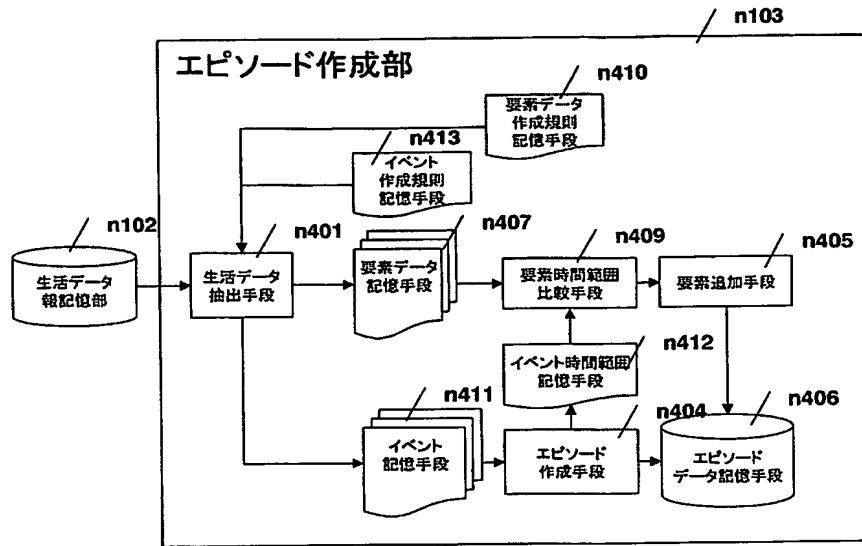 n103
エピソード作成部
n410
要素データ
作成規則
記憶手段
n413
イベント
作成規則
記憶手段
n102
生活データ
報記憶部
n401
生活データ
抽出手段
n407
要素データ
記憶手段
n409
要素時間範囲
比較手段
n405
要素追加手段
n412
イベント時間範囲
記憶手段
n411
イベント
記憶手段
n404
エピソード
作成手段
n406
エピソード
データ記憶手段